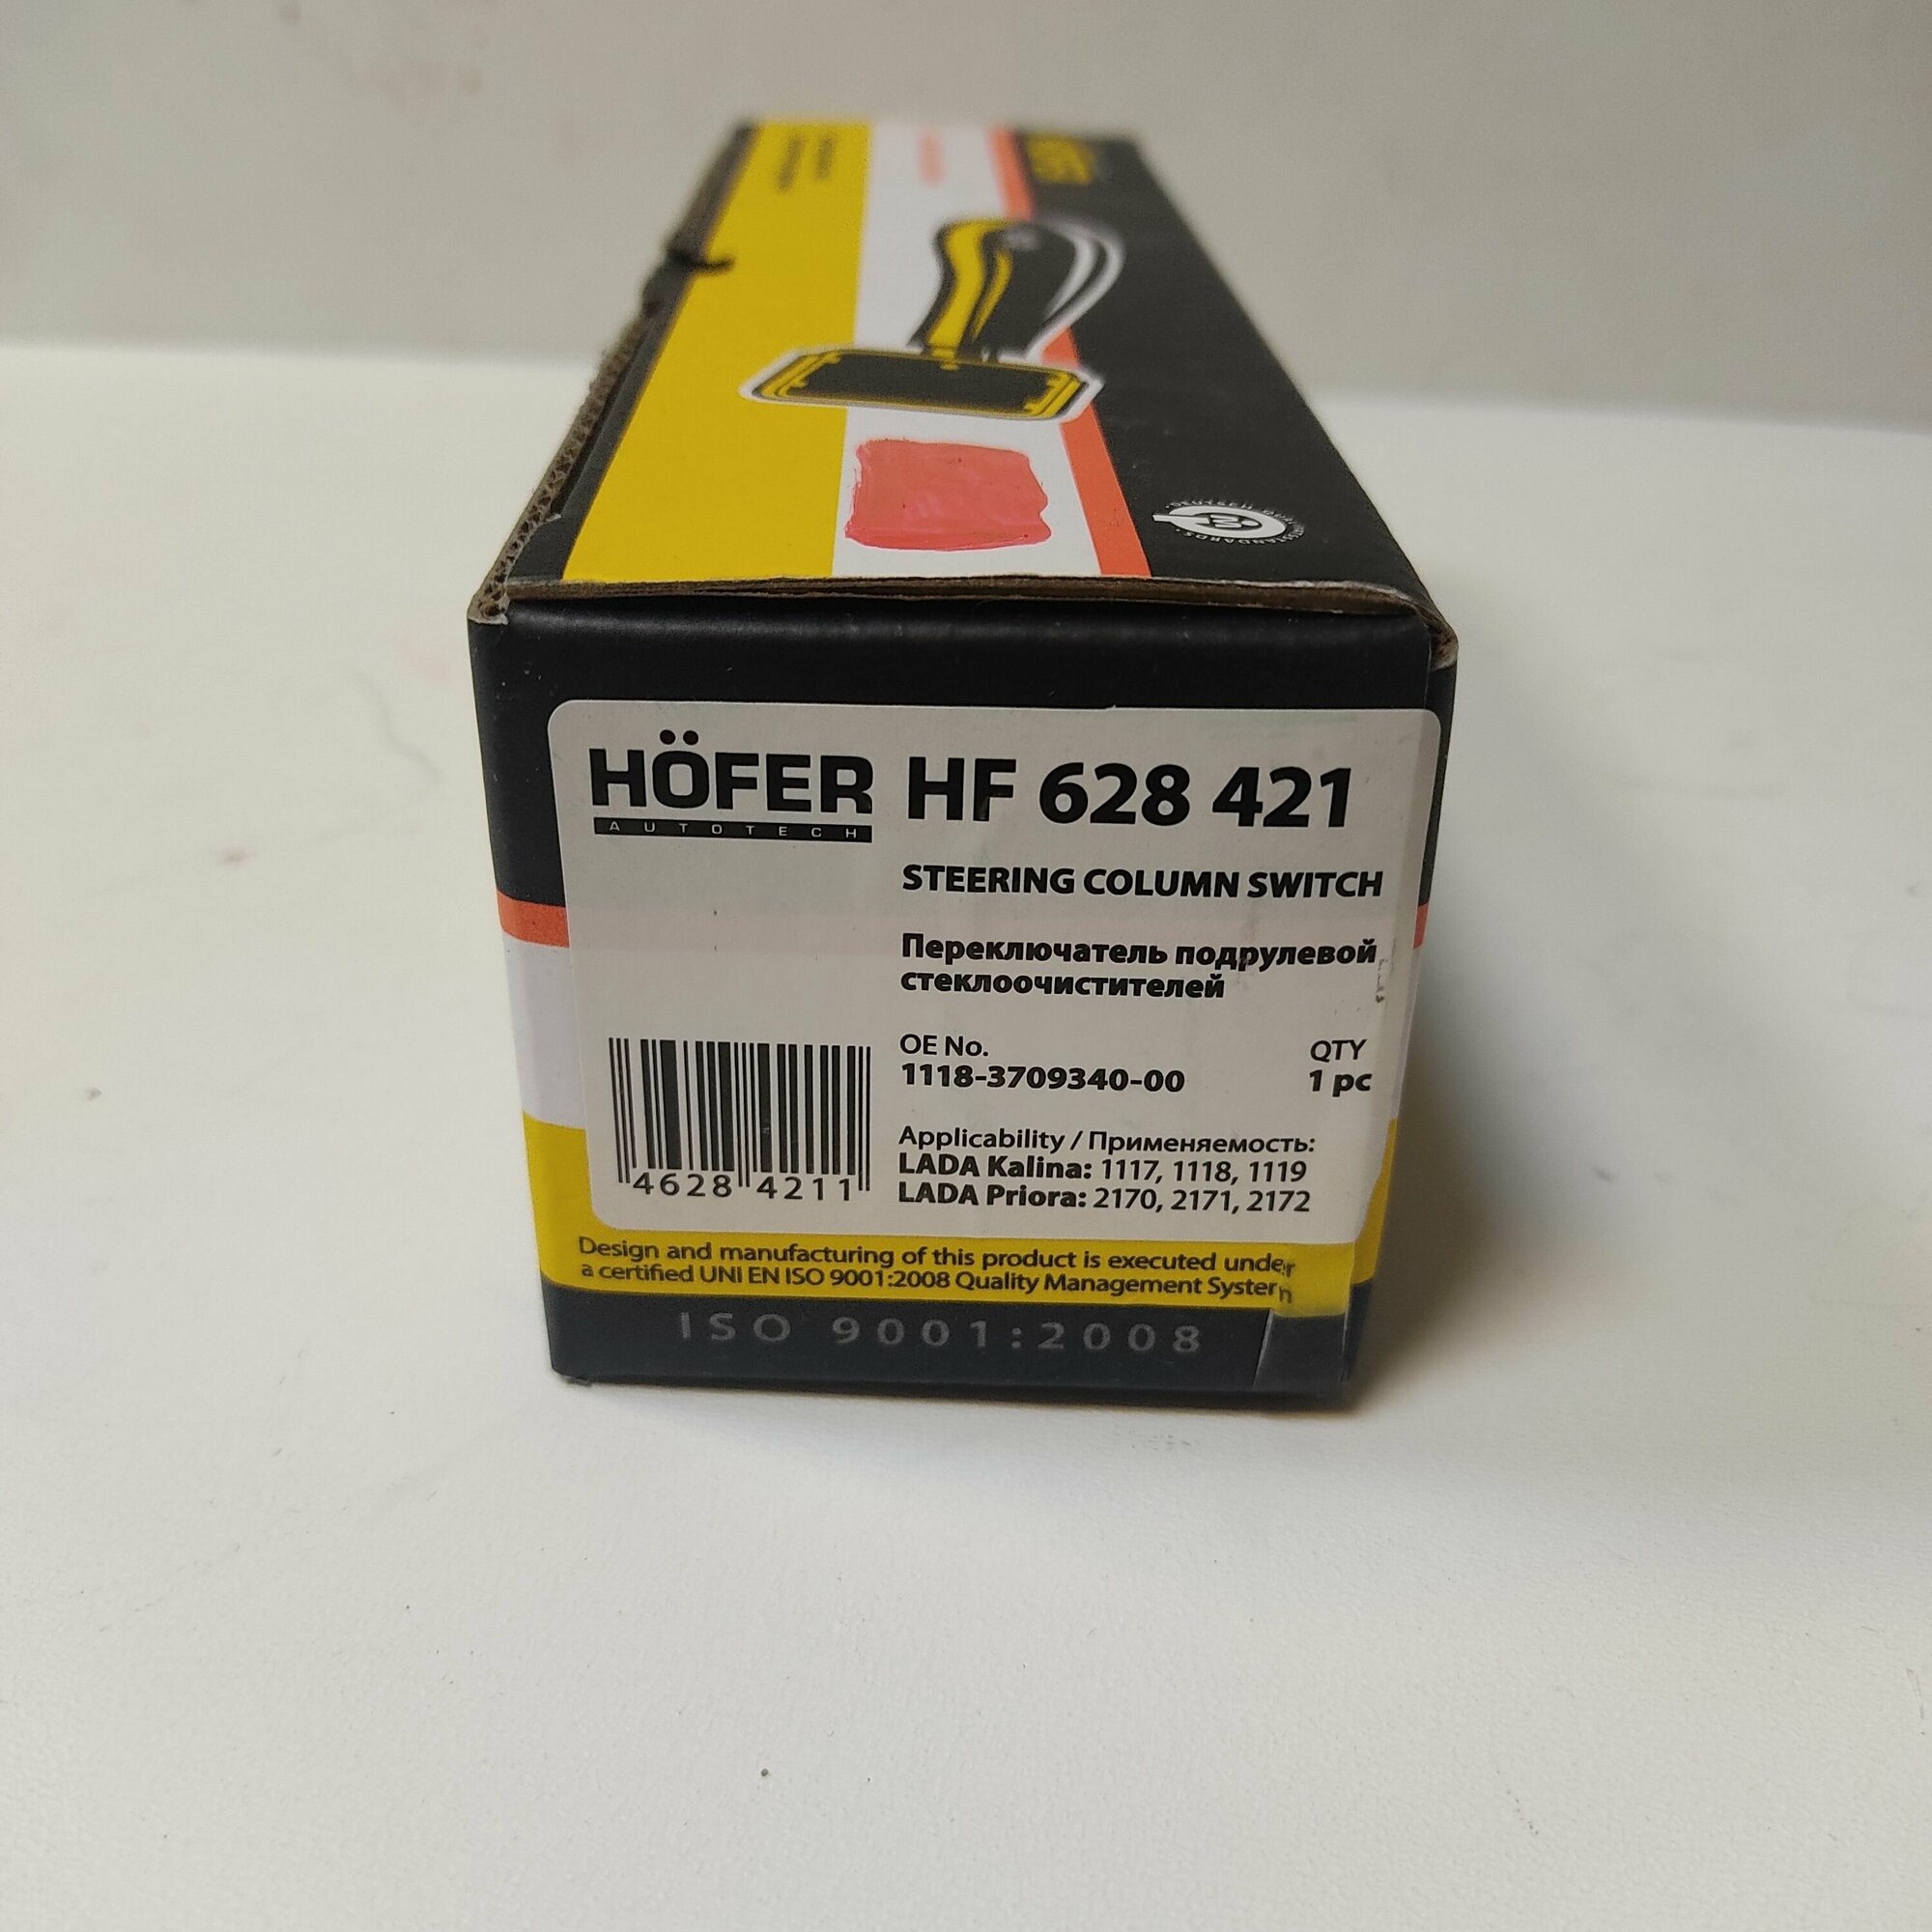 HÖFER
AUTOTECH
HF 628 421
STEERING COLUMN SWITCH
Переключатель подрулевой
стеклоочистителей
OE No.
1118-3709340-00
QTY
1 pc
4628 4211
Applicability / Применяемость:
LADA Kalina: 1117, 1118, 1119
LADA Priora: 2170, 2171, 2172
Design and manufacturing of this product is executed under
a certified UNI EN ISO 9001:2008 Quality Management System
ISO 9001:2008